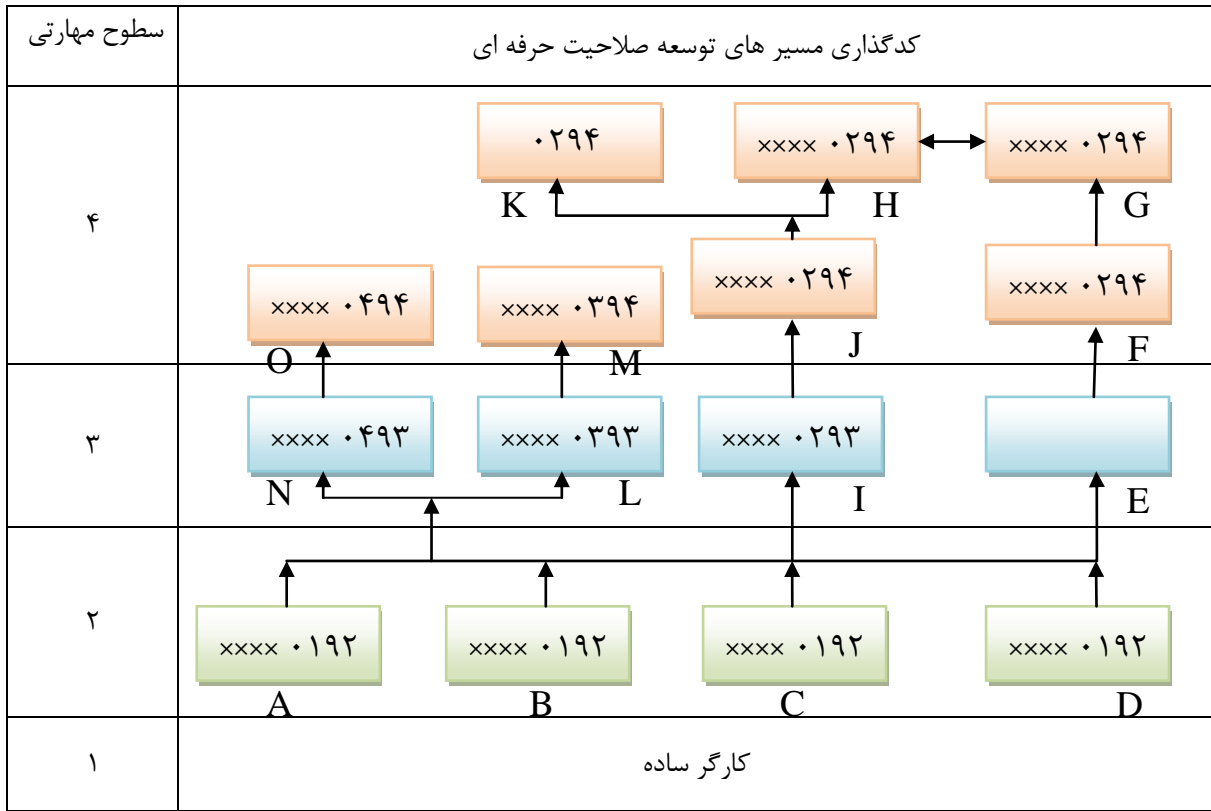 سطوح مهارتی
کدگذاری مسیر های توسعه صلاحیت حرفه ای
۴
۰۲۹۴
×××× ۰۲۹۴
×××× ۰۲۹۴
K
H
G
×××× ۰۴۹۴
×××× ۰۳۹۴
×××× ۰۲۹۴
×××× ۰۲۹۴
O
M
J
F
۳
×××× ۰۴۹۳
×××× ۰۳۹۳
×××× ۰۲۹۳
N
L
I
E
۲
×××× ۰۱۹۲
×××× ۰۱۹۲
×××× ۰۱۹۲
×××× ۰۱۹۲
A
B
C
D
۱
کارگر ساده